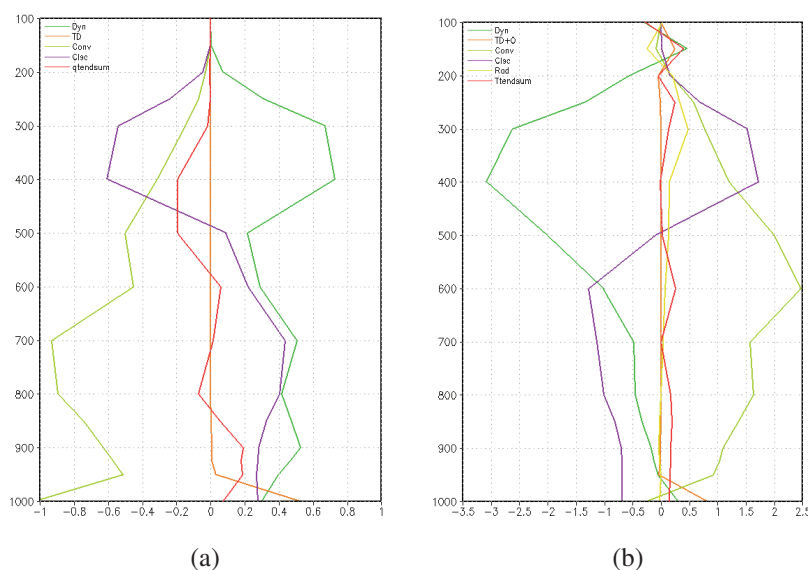 Dyn
TD
Conv
Clsc
qtendsum
100
200
300
400
500
600
700
800
900
1000
-1 -0.8 -0.6 -0.4 -0.2 0 0.2 0.4 0.6 0.8 1
(a)
Dyn
TD+O
Conv
Clsc
Rad
Ttendsum
100
200
300
400
500
600
700
800
900
1000
-3.5 -3 -2.5 -2 -1.5 -1 -0.5 0 0.5 1 1.5 2 2.5
(b)